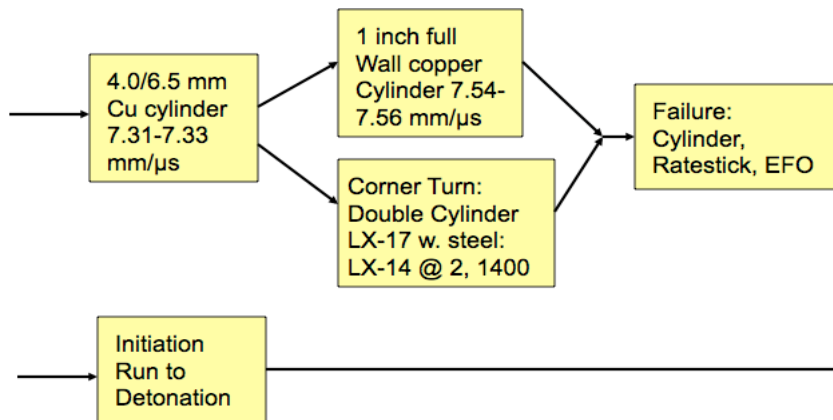 4.0/6.5 mm
Cu cylinder
7.31-7.33
mm/µs
1 inch full
Wall copper
Cylinder 7.54-
7.56 mm/µs
Corner Turn:
Double Cylinder
LX-17 w. steel:
LX-14 @ 2, 1400
Failure:
Cylinder,
Ratestick, EFO
Initiation
Run to
Detonation